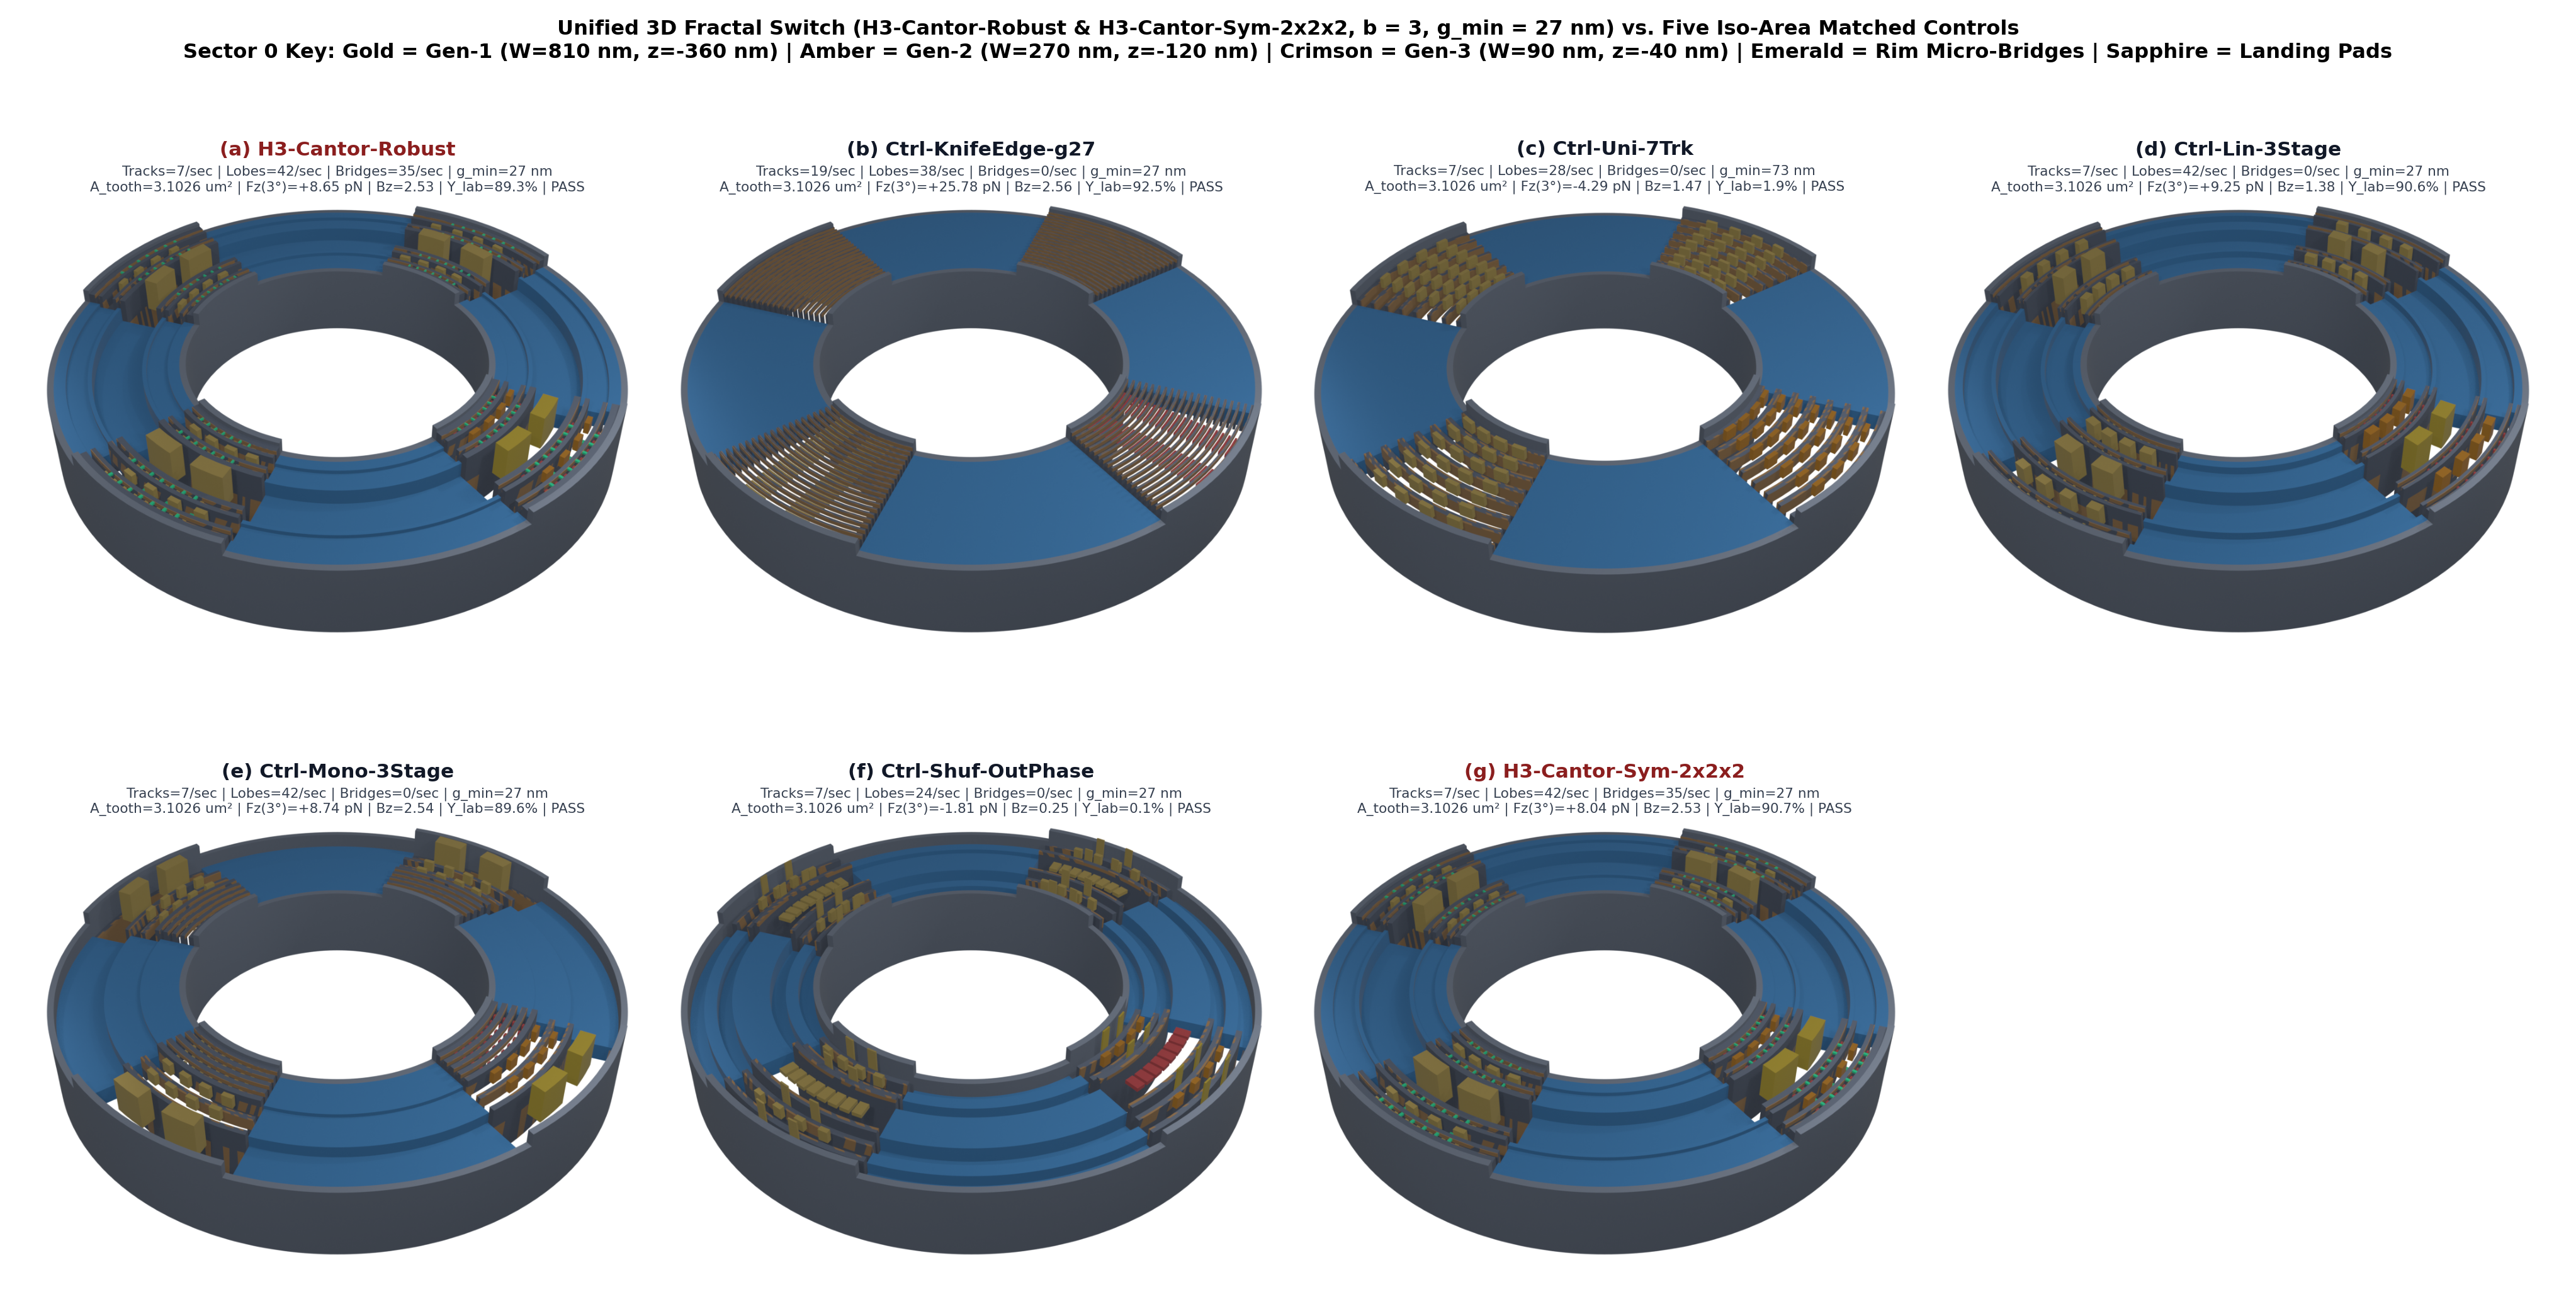 Unified 3D Fractal Switch (H3-Cantor-Robust & H3-Cantor-Sym-2x2x2, b = 3, g_min = 27 nm) vs. Five Iso-Area Matched Controls
Sector 0 Key: Gold = Gen-1 (W=810 nm, z=-360 nm) | Amber = Gen-2 (W=270 nm, z=-120 nm) | Crimson = Gen-3 (W=90 nm, z=-40 nm) | Emerald = Rim Micro-Bridges | Sapphire = Landing Pads
(a) H3-Cantor-Robust
Tracks=7/sec | Lobes=42/sec | Bridges=35/sec | g_min=27 nm
A_tooth=3.1026 um² | Fz(3°)=+8.65 pN | Bz=2.53 | Y_lab=89.3% | PASS
(b) Ctrl-KnifeEdge-g27
Tracks=19/sec | Lobes=38/sec | Bridges=0/sec | g_min=27 nm
A_tooth=3.1026 um² | Fz(3°)=+25.78 pN | Bz=2.56 | Y_lab=92.5% | PASS
(c) Ctrl-Uni-7Trk
Tracks=7/sec | Lobes=28/sec | Bridges=0/sec | g_min=73 nm
A_tooth=3.1026 um² | Fz(3°)=-4.29 pN | Bz=1.47 | Y_lab=1.9% | PASS
(d) Ctrl-Lin-3Stage
Tracks=7/sec | Lobes=42/sec | Bridges=0/sec | g_min=27 nm
A_tooth=3.1026 um² | Fz(3°)=+9.25 pN | Bz=1.38 | Y_lab=90.6% | PASS
(e) Ctrl-Mono-3Stage
Tracks=7/sec | Lobes=42/sec | Bridges=0/sec | g_min=27 nm
A_tooth=3.1026 um² | Fz(3°)=+8.74 pN | Bz=2.54 | Y_lab=89.6% | PASS
(f) Ctrl-Shuf-OutPhase
Tracks=7/sec | Lobes=24/sec | Bridges=0/sec | g_min=27 nm
A_tooth=3.1026 um² | Fz(3°)=-1.81 pN | Bz=0.25 | Y_lab=0.1% | PASS
(g) H3-Cantor-Sym-2x2x2
Tracks=7/sec | Lobes=42/sec | Bridges=35/sec | g_min=27 nm
A_tooth=3.1026 um² | Fz(3°)=+8.04 pN | Bz=2.53 | Y_lab=90.7% | PASS